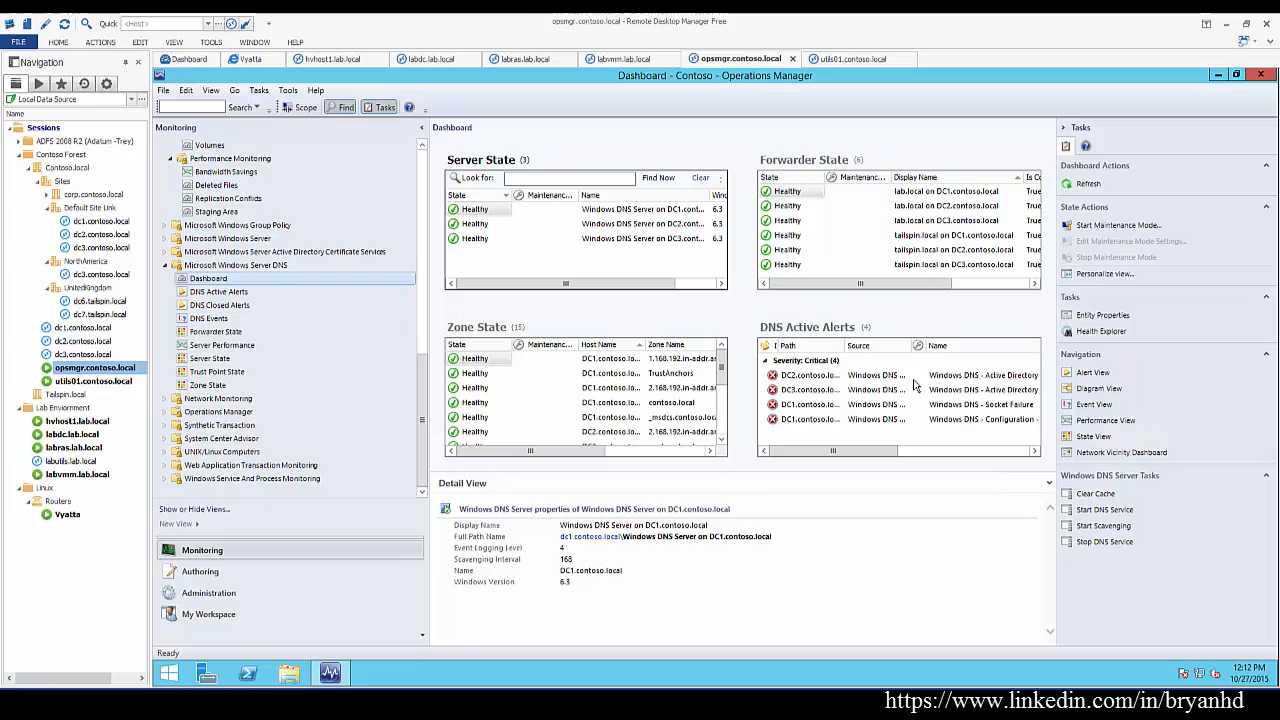 opsmgr.contoso.local - Remote Desktop Manager Free
Quick <Host>
FILE HOME ACTIONS EDIT VIEW TOOLS WINDOW HELP
Navigation
Dashboard Vyatta hvhost1.lab.local labdc.lab.local labras.lab.local labvmm.lab.local opsmgr.contoso.local utils01.contoso.local
Local Data Source
Name
Sessions
ADFS 2008 R2 (Adatum -Trey)
Contoso Forest
Contoso.local
Sites
corp.contoso.local
Default Site Link
dc1.contoso.local
dc2.contoso.local
dc3.contoso.local
NorthAmerica
dc3.contoso.local
UnitedKingdom
dc6.tailspin.local
dc7.tailspin.local
dc1.contoso.local
dc2.contoso.local
dc3.contoso.local
opsmgr.contoso.local
utils01.contoso.local
Tailspin.local
Lab Enviornment
hvhost1.lab.local
labdc.lab.local
labras.lab.local
labutils.lab.local
labvmm.lab.local
Linux
Routers
Vyatta
Dashboard - Contoso - Operations Manager
File Edit View Go Tasks Tools Help
Search Scope Find Tasks
Monitoring
Volumes
Performance Monitoring
Bandwidth Savings
Deleted Files
Replication Conflicts
Staging Area
Microsoft Windows Group Policy
Microsoft Windows Server
Microsoft Windows Server Active Directory Certificate Services
Microsoft Windows Server DNS
Dashboard
DNS Active Alerts
DNS Closed Alerts
DNS Events
Forwarder State
Server Performance
Server State
Trust Point State
Zone State
Network Monitoring
Operations Manager
Synthetic Transaction
System Center Advisor
UNIX/Linux Computers
Web Application Transaction Monitoring
Windows Service And Process Monitoring
Show or Hide Views...
New View
Monitoring
Authoring
Administration
My Workspace
Dashboard
Server State (3)
Look for: Find Now Clear
State Maintenanc... Name Win
Healthy Windows DNS Server on DC1.cont... 6.3
Healthy Windows DNS Server on DC2.cont... 6.3
Healthy Windows DNS Server on DC3.cont... 6.3
Forwarder State (6)
State Maintenanc... Display Name Is Co
Healthy lab.local on DC1.contoso.local True
Healthy lab.local on DC2.contoso.local True
Healthy lab.local on DC3.contoso.local True
Healthy tailspin.local on DC1.contoso.local True
Healthy tailspin.local on DC2.contoso.local True
Healthy tailspin.local on DC3.contoso.local True
Zone State (15)
State Maintenanc... Host Name Zone Name
Healthy DC1.contoso.lo... 1.168.192.in-addr.ar
Healthy DC1.contoso.lo... TrustAnchors
Healthy DC1.contoso.lo... 2.168.192.in-addr.ar
Healthy DC1.contoso.lo... contoso.local
Healthy DC1.contoso.lo... _msdcs.contoso.loca
Healthy DC2.contoso.lo... 2.168.192.in-addr.ar
DNS Active Alerts (4)
Path Source Name
Severity: Critical (4)
DC2.contoso.lo... Windows DNS ... Windows DNS - Active Directory
DC3.contoso.lo... Windows DNS ... Windows DNS - Active Directory
DC1.contoso.lo... Windows DNS ... Windows DNS - Socket Failure
DC1.contoso.lo... Windows DNS ... Windows DNS - Configuration -
Detail View
Windows DNS Server properties of Windows DNS Server on DC1.contoso.local
Display Name Windows DNS Server on DC1.contoso.local
Full Path Name dc1.contoso.local\Windows DNS Server on DC1.contoso.local
Event Logging Level 4
Scavenging Interval 168
Name DC1.contoso.local
Windows Version 6.3
Tasks
Dashboard Actions
Refresh
State Actions
Start Maintenance Mode...
Edit Maintenance Mode Settings...
Stop Maintenance Mode
Personalize view...
Tasks
Entity Properties
Health Explorer
Navigation
Alert View
Diagram View
Event View
Performance View
State View
Network Vicinity Dashboard
Windows DNS Server Tasks
Clear Cache
Start DNS Service
Start Scavenging
Stop DNS Service
Ready
12:12 PM
10/27/2015
https://www.linkedin.com/in/bryanhd